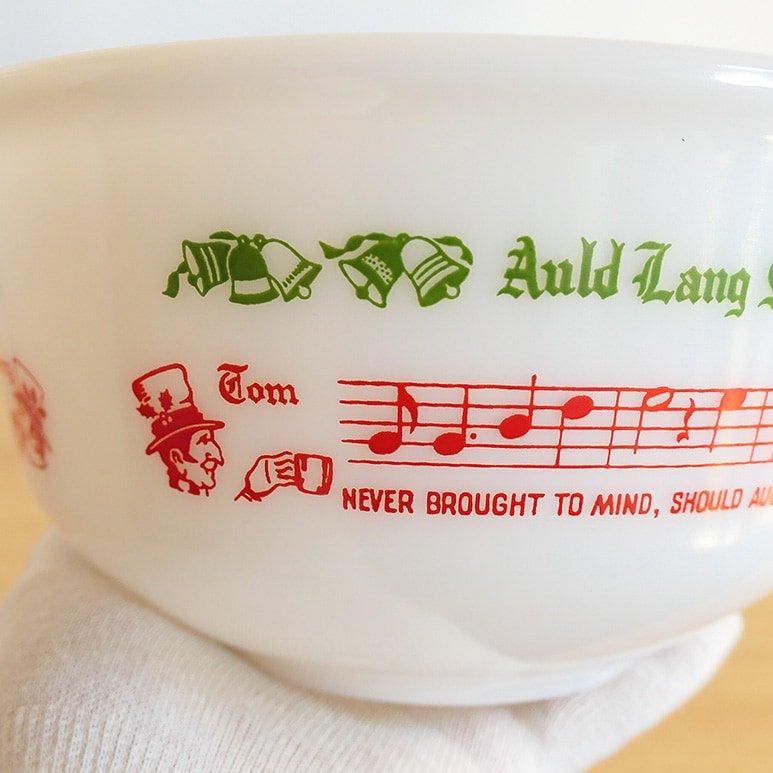 Auld Lang
Tom
NEVER BROUGHT TO MIND, SHOULD